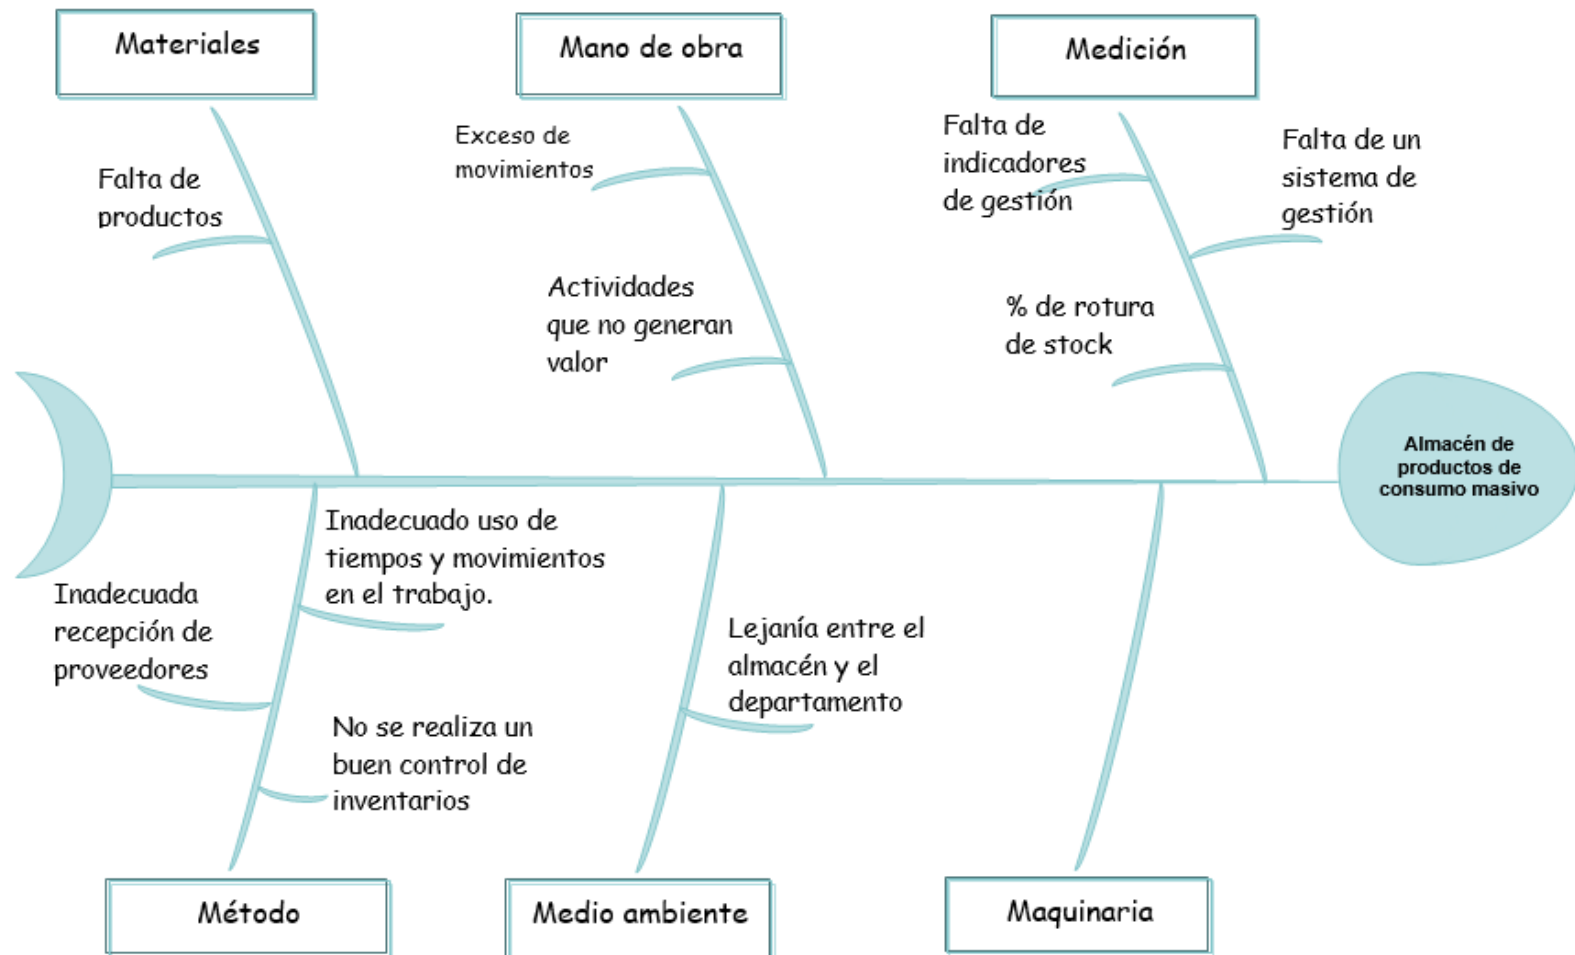 Materiales
Mano de obra
Medición
Falta de
productos
Exceso de
movimientos
Actividades
que no generan
valor
Falta de
indicadores
de gestión
Falta de un
sistema de
gestión
% de rotura
de stock
Almacén de
productos de
consumo masivo
Inadecuado uso de
tiempos y movimientos
en el trabajo.
Inadecuada
recepción de
proveedores
No se realiza un
buen control de
inventarios
Lejanía entre el
almacén y el
departamento
Método
Medio ambiente
Maquinaria